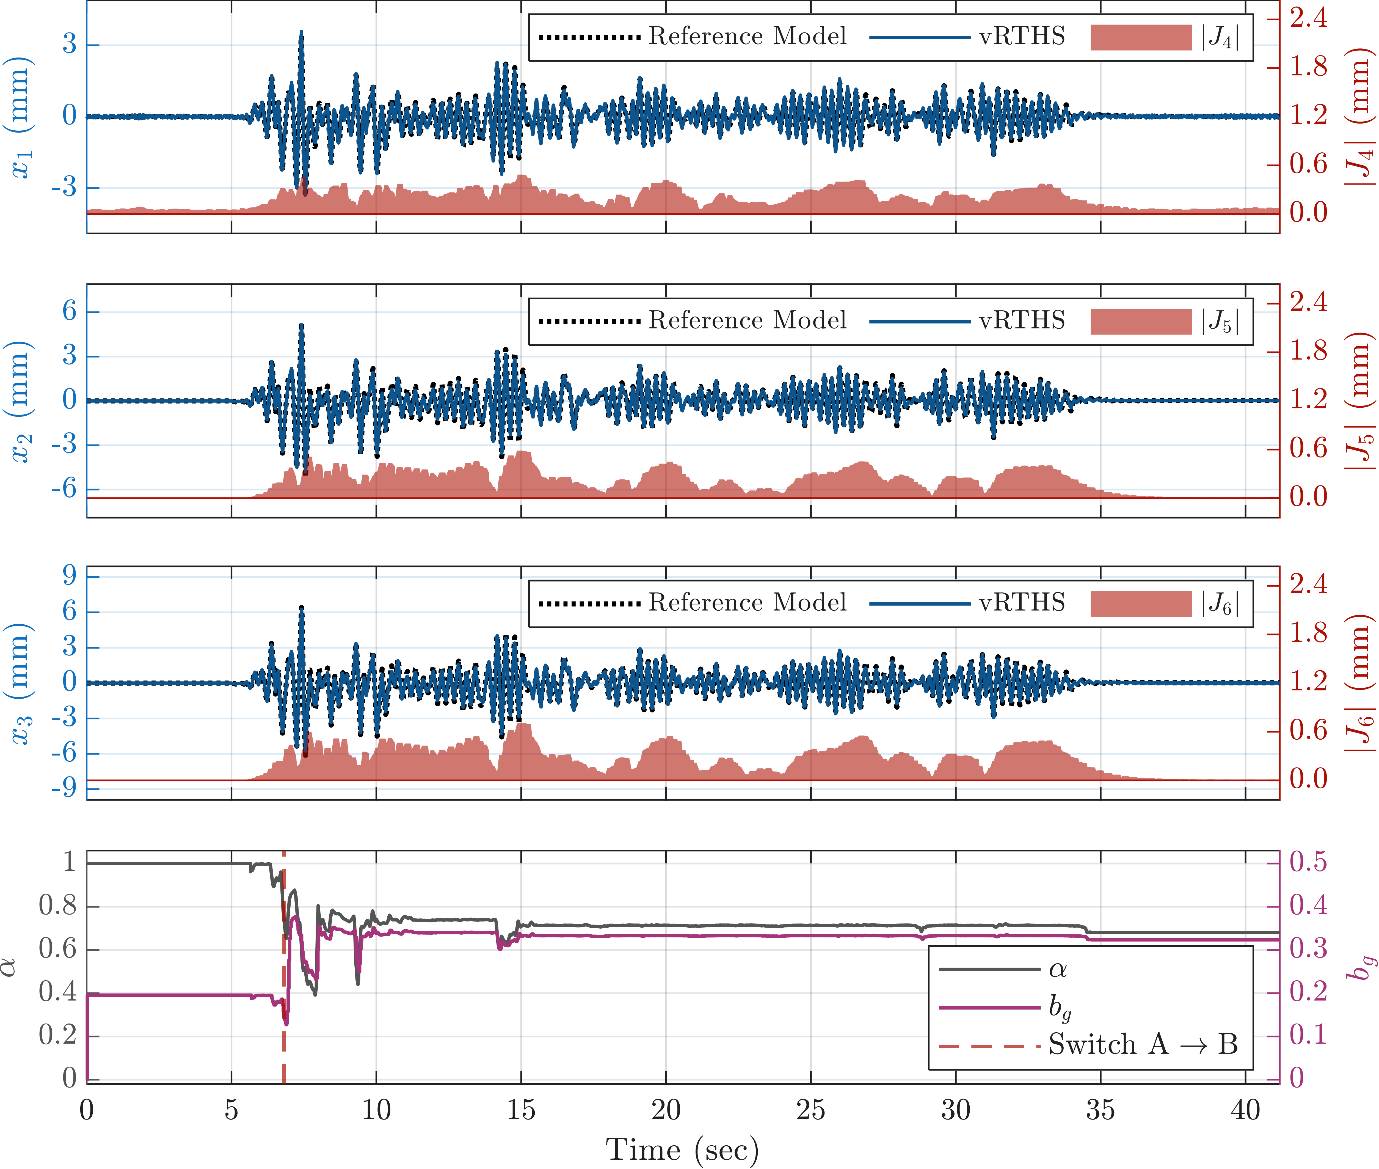 Reference Model vRTHS |J4|
x1 (mm)
3
0
-3
2.4
1.8
1.2
0.6
0.0
|J4| (mm)
Reference Model vRTHS |J5|
x2 (mm)
6
3
0
-3
-6
2.4
1.8
1.2
0.6
0.0
|J5| (mm)
Reference Model vRTHS |J6|
x3 (mm)
9
6
3
0
-3
-6
-9
2.4
1.8
1.2
0.6
0.0
|J6| (mm)
α
1
0.8
0.6
0.4
0.2
0
0.5
0.4
0.3
0.2
0.1
0
bg
α
bg
Switch A → B
0 5 10 15 20 25 30 35 40
Time (sec)